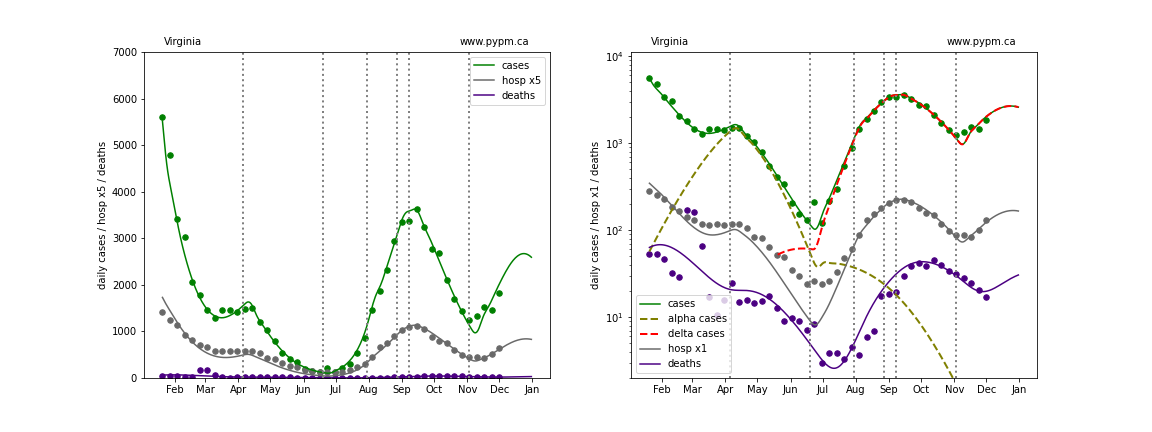 Virginia www.pypm.ca
7000
6000
5000
4000
3000
2000
1000
0
daily cases / hosp x5 / deaths
cases
hosp x5
deaths
Feb Mar Apr May Jun Jul Aug Sep Oct Nov Dec Jan
Virginia www.pypm.ca
10⁴
10³
10²
10¹
daily cases / hosp x1 / deaths
cases
alpha cases
delta cases
hosp x1
deaths
Feb Mar Apr May Jun Jul Aug Sep Oct Nov Dec Jan